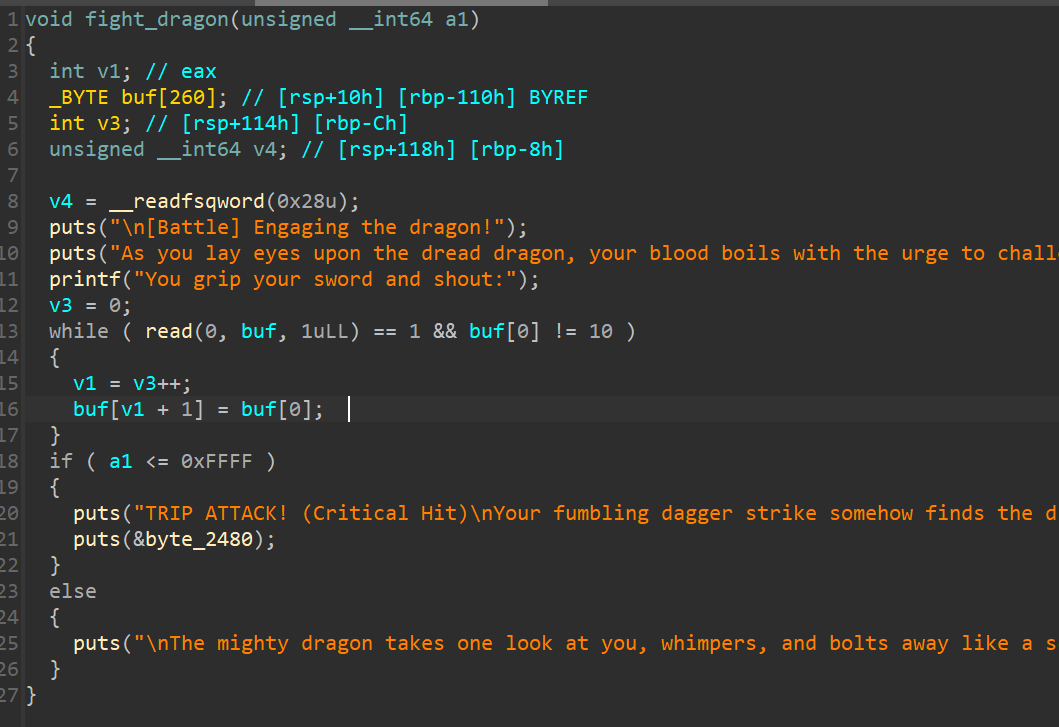 1 void fight_dragon(unsigned __int64 a1)
2 {
3   int v1; // eax
4   _BYTE buf[260]; // [rsp+10h] [rbp-110h] BYREF
5   int v3; // [rsp+114h] [rbp-Ch]
6   unsigned __int64 v4; // [rsp+118h] [rbp-8h]
7
8   v4 = __readfsqword(0x28u);
9   puts("\n[Battle] Engaging the dragon!");
10   puts("As you lay eyes upon the dread dragon, your blood boils with the urge to chall
11   printf("You grip your sword and shout:");
12   v3 = 0;
13   while ( read(0, buf, 1uLL) == 1 && buf[0] != 10 )
14   {
15     v1 = v3++;
16     buf[v1 + 1] = buf[0];
17   }
18   if ( a1 <= 0xFFFF )
19   {
20     puts("TRIP ATTACK! (Critical Hit)\nYour fumbling dagger strike somehow finds the d
21     puts(&byte_2480);
22   }
23   else
24   {
25     puts("\nThe mighty dragon takes one look at you, whimpers, and bolts away like a s
26   }
27 }